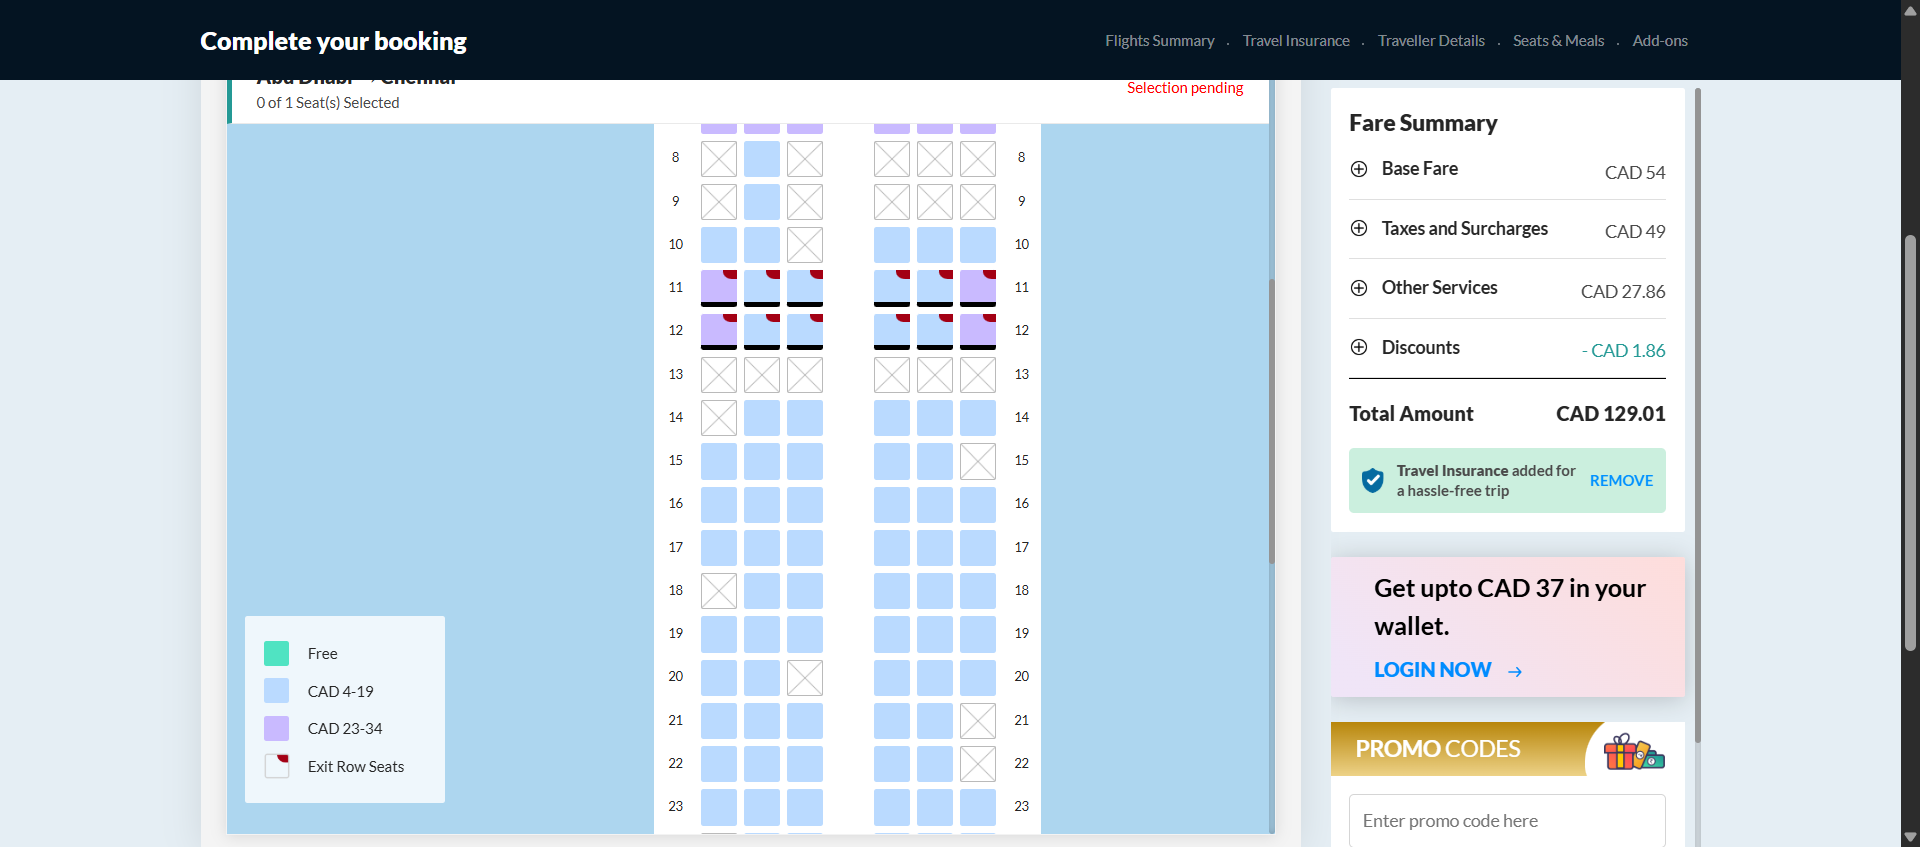 Complete your booking
Flights Summary . Travel Insurance . Traveller Details . Seats & Meals . Add-ons
Abu Dhabi → Chennai
0 of 1 Seat(s) Selected
Selection pending
8 8
9 9
10 10
11 11
12 12
13 13
14 14
15 15
16 16
17 17
18 18
19 19
20 20
21 21
22 22
23 23
Free
CAD 4-19
CAD 23-34
Exit Row Seats
Fare Summary
Base Fare CAD 54
Taxes and Surcharges CAD 49
Other Services CAD 27.86
Discounts - CAD 1.86
Total Amount CAD 129.01
Travel Insurance added for
a hassle-free trip
REMOVE
Get upto CAD 37 in your
wallet.
LOGIN NOW →
PROMO CODES
Enter promo code here